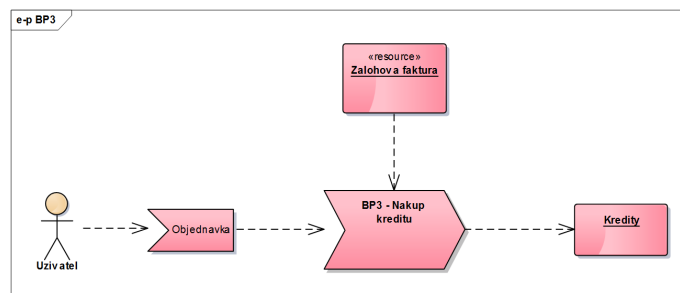 e-p BP3
«resource»
Zalohova faktura
BP3 - Nakup
kreditu
Objednavka
Kredity
Uzivatel